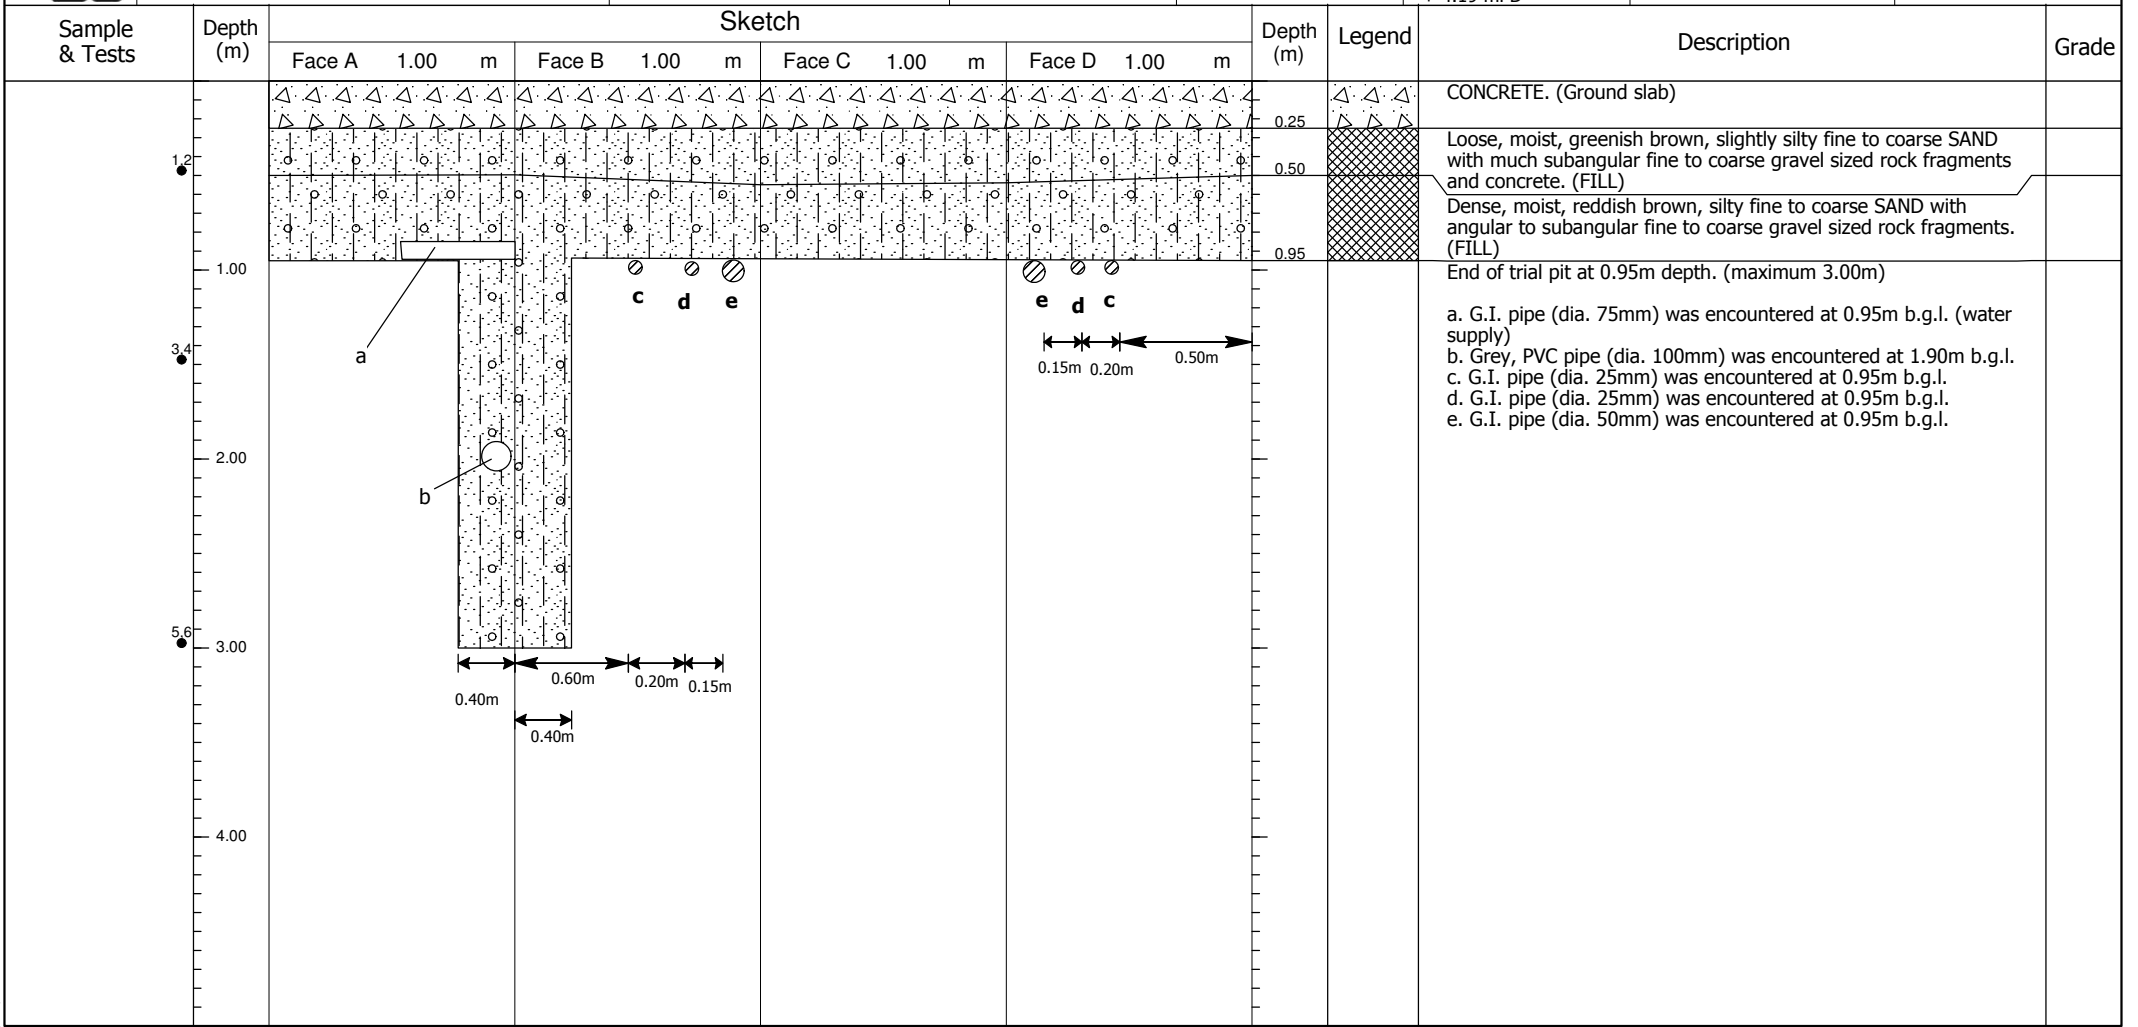 Sample
& Tests
Depth
(m)
Sketch
Face A 1.00 m
Face B 1.00 m
Face C 1.00 m
Face D 1.00 m
Depth
(m)
Legend
Description
Grade
CONCRETE. (Ground slab)
0.25
Loose, moist, greenish brown, slightly silty fine to coarse SAND
with much subangular fine to coarse gravel sized rock fragments
and concrete. (FILL)
1,2
0.50
Dense, moist, reddish brown, silty fine to coarse SAND with
angular to subangular fine to coarse gravel sized rock fragments.
(FILL)
0.95
1.00
End of trial pit at 0.95m depth. (maximum 3.00m)
c
d
e
e
d
c
a. G.I. pipe (dia. 75mm) was encountered at 0.95m b.g.l. (water
supply)
b. Grey, PVC pipe (dia. 100mm) was encountered at 1.90m b.g.l.
c. G.I. pipe (dia. 25mm) was encountered at 0.95m b.g.l.
d. G.I. pipe (dia. 25mm) was encountered at 0.95m b.g.l.
e. G.I. pipe (dia. 50mm) was encountered at 0.95m b.g.l.
3,4
a
0.15m
0.20m
0.50m
2.00
b
5,6
3.00
0.40m
0.60m
0.20m
0.15m
0.40m
4.00